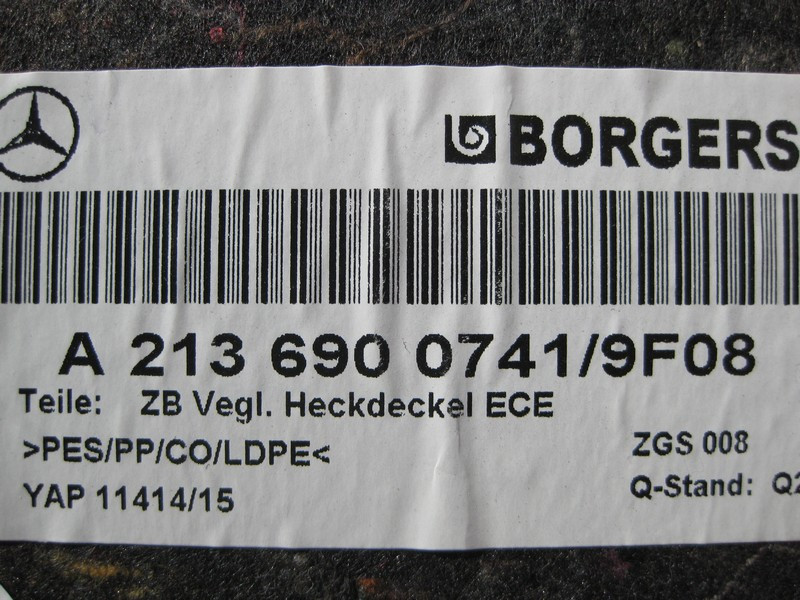 BORGERS
A 213 690 0741/9F08
Teile: ZB Vegl. Heckdeckel ECE
>PES/PP/CO/LDPE<
ZGS 008
YAP 11414/15
Q-Stand: Q2